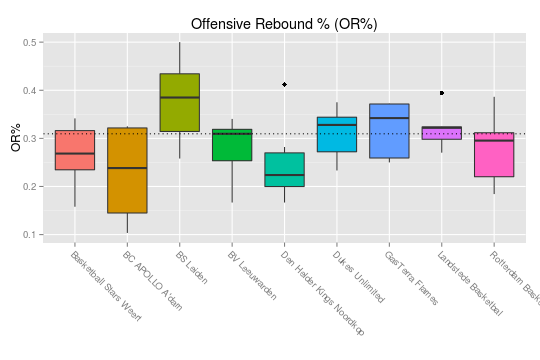 Offensive Rebound % (OR%)
OR%
0.5
0.4
0.3
0.2
0.1
Basketball Stars Weert
BC APOLLO A'dam
BS Leiden
BV Leeuwarden
Den Helder Kings Noordkop
Dukes Unlimited
GasTerra Flames
Landstede Basketbal
Rotterdam Bask